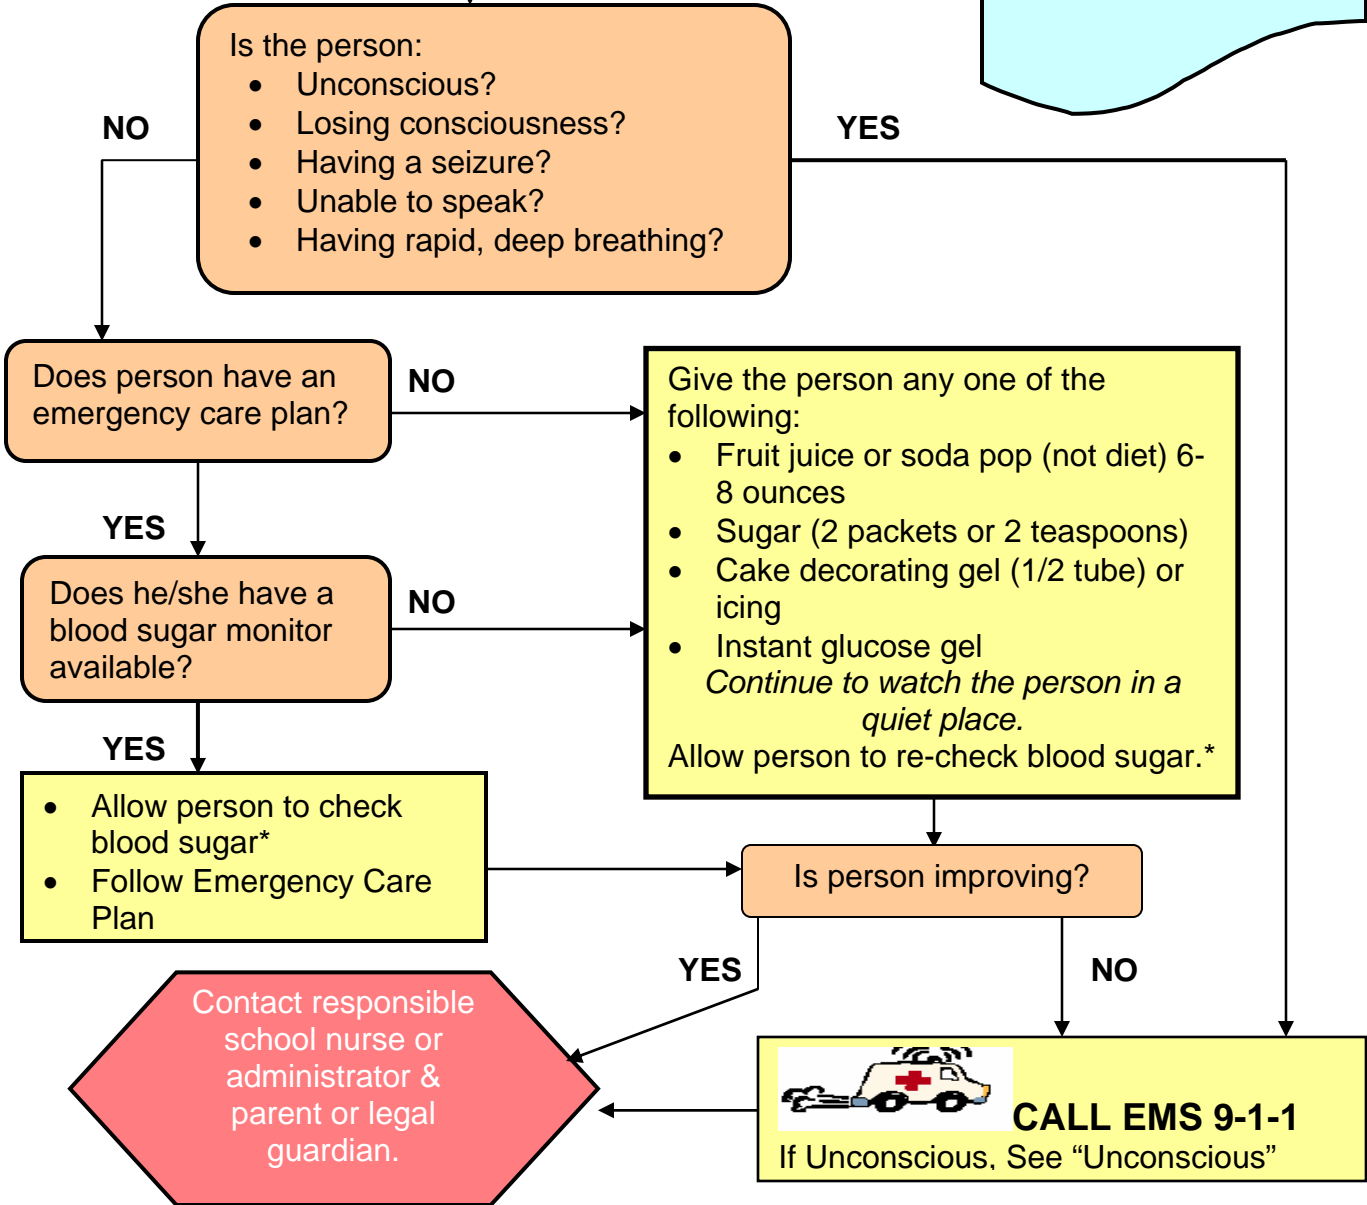 Is the person:
• Unconscious?
• Losing consciousness?
• Having a seizure?
• Unable to speak?
• Having rapid, deep breathing?
NO
YES
Does person have an
emergency care plan?
NO
YES
Give the person any one of the
following:
• Fruit juice or soda pop (not diet) 6-
8 ounces
• Sugar (2 packets or 2 teaspoons)
• Cake decorating gel (1/2 tube) or
icing
• Instant glucose gel
Continue to watch the person in a
quiet place.
Allow person to re-check blood sugar.*
Does he/she have a
blood sugar monitor
available?
NO
YES
• Allow person to check
blood sugar*
• Follow Emergency Care
Plan
Is person improving?
YES
NO
Contact responsible
school nurse or
administrator &
parent or legal
guardian.
CALL EMS 9-1-1
If Unconscious, See “Unconscious”